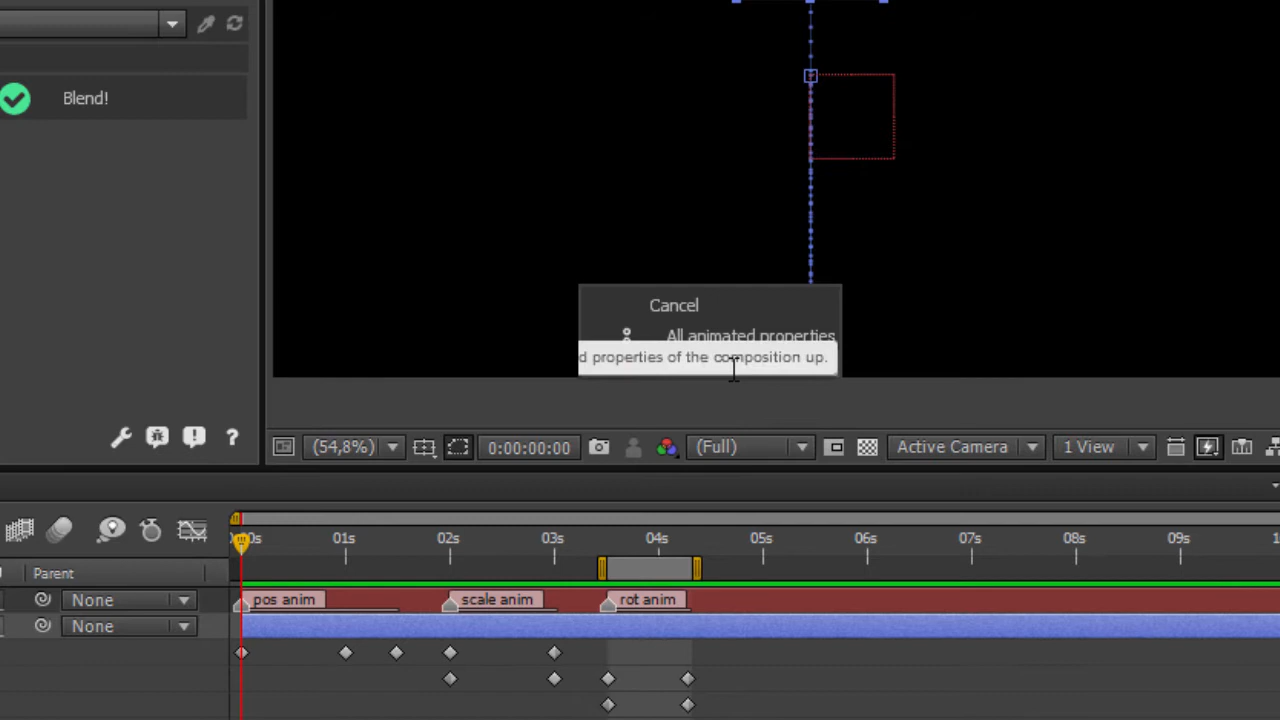 Blend!
Cancel
All animated properties
d properties of the composition up.
?
(54,8%)
0:00:00:00
(Full)
Active Camera
1 View
0s
01s
02s
03s
04s
05s
06s
07s
08s
09s
1
Parent
None
pos anim
scale anim
rot anim
None